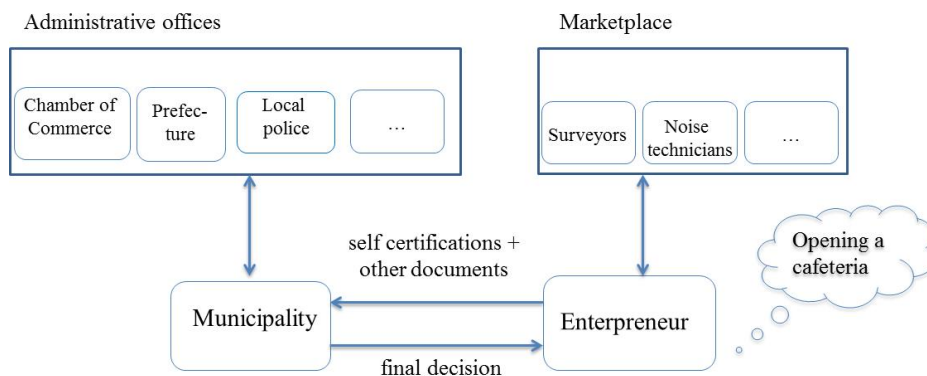 Administrative offices
Marketplace
Chamber of
Commerce
Prefec-
ture
Local
police
…
Surveyors
Noise
technicians
…
self certifications +
other documents
Opening a
cafeteria
Municipality
Enterpreneur
final decision